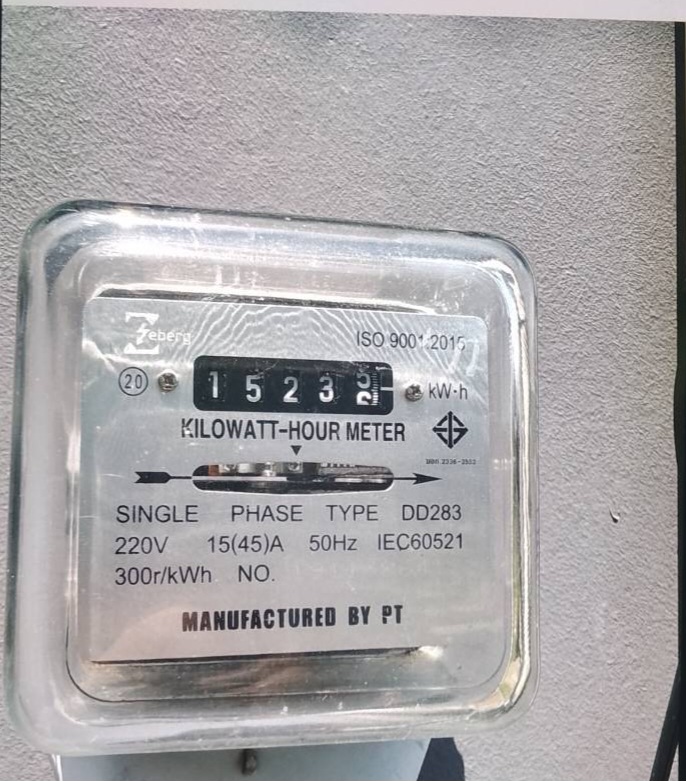 Zeberg
ISO 9001:2015
20
1 5 2 3
kW·h
KILOWATT-HOUR METER
SINGLE PHASE TYPE DD283
220V 15(45)A 50Hz IEC60521
300r/kWh NO.
MANUFACTURED BY PT